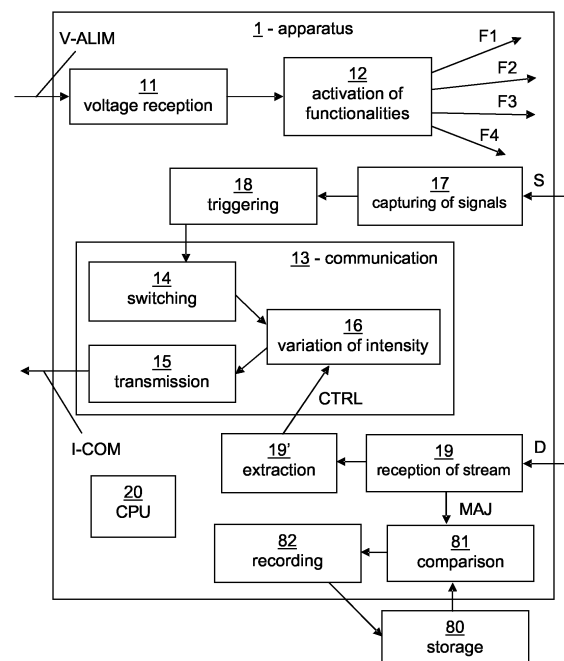 1 - apparatus
V-ALIM
F1
F2
F3
F4
11
voltage reception
12
activation of
functionalities
18
triggering
17
capturing of signals
S
13 - communication
14
switching
16
variation of intensity
15
transmission
CTRL
I-COM
19'
extraction
19
reception of stream
D
20
CPU
MAJ
82
recording
81
comparison
80
storage